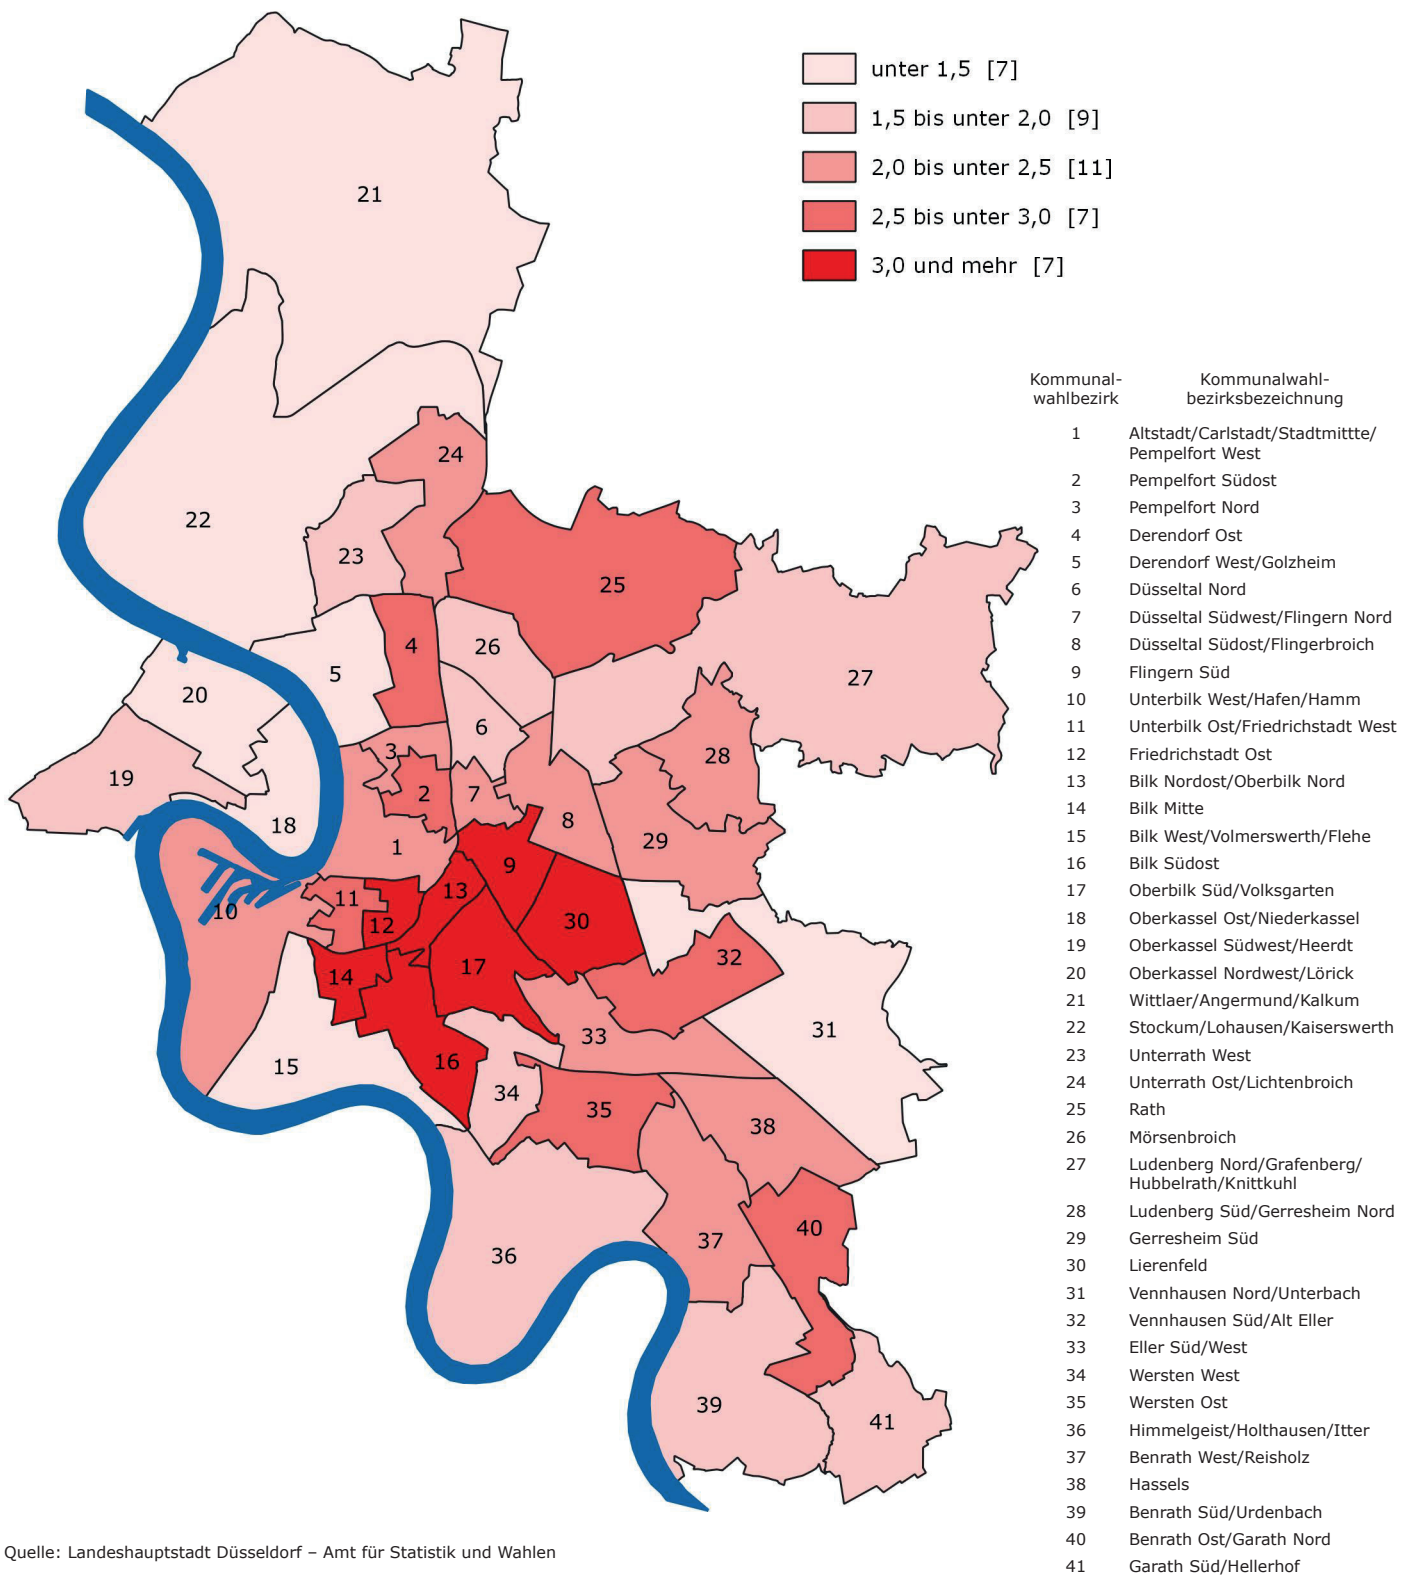 unter 1,5 [7]
1,5 bis unter 2,0 [9]
2,0 bis unter 2,5 [11]
2,5 bis unter 3,0 [7]
3,0 und mehr [7]
21
24
22
23
25
26
27
4
5
20
6
3
28
19
2
7
8
18
1
29
9
13
11
10
12
30
14
17
32
33
31
16
15
34
35
38
40
37
36
39
41
Kommunal-
wahlbezirk
Kommunalwahl-
bezirksbezeichnung
1 Altstadt/Carlstadt/Stadtmittte/
Pempelfort West
2 Pempelfort Südost
3 Pempelfort Nord
4 Derendorf Ost
5 Derendorf West/Golzheim
6 Düsseltal Nord
7 Düsseltal Südwest/Flingern Nord
8 Düsseltal Südost/Flingerbroich
9 Flingern Süd
10 Unterbilk West/Hafen/Hamm
11 Unterbilk Ost/Friedrichstadt West
12 Friedrichstadt Ost
13 Bilk Nordost/Oberbilk Nord
14 Bilk Mitte
15 Bilk West/Volmerswerth/Flehe
16 Bilk Südost
17 Oberbilk Süd/Volksgarten
18 Oberkassel Ost/Niederkassel
19 Oberkassel Südwest/Heerdt
20 Oberkassel Nordwest/Lörick
21 Wittlaer/Angermund/Kalkum
22 Stockum/Lohausen/Kaiserswerth
23 Unterrath West
24 Unterrath Ost/Lichtenbroich
25 Rath
26 Mörsenbroich
27 Ludenberg Nord/Grafenberg/
Hubbelrath/Knittkuhl
28 Ludenberg Süd/Gerresheim Nord
29 Gerresheim Süd
30 Lierenfeld
31 Vennhausen Nord/Unterbach
32 Vennhausen Süd/Alt Eller
33 Eller Süd/West
34 Wersten West
35 Wersten Ost
36 Himmelgeist/Holthausen/Itter
37 Benrath West/Reisholz
38 Hassels
39 Benrath Süd/Urdenbach
40 Benrath Ost/Garath Nord
41 Garath Süd/Hellerhof
Quelle: Landeshauptstadt Düsseldorf – Amt für Statistik und Wahlen